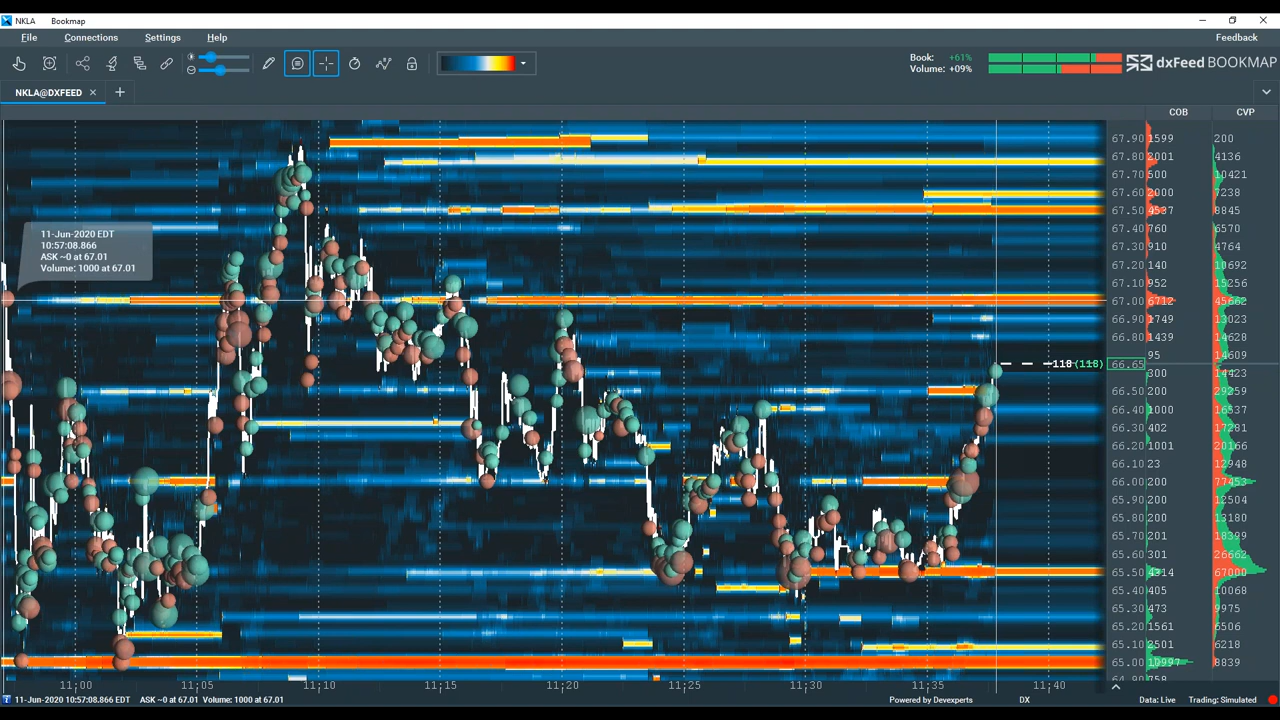 NKLA Bookmap
File Connections Settings Help Feedback
Book: +61%
Volume: +09%
dxFeed BOOKMAP
NKLA@DXFEED
COB CVP
11-Jun-2020 EDT
10:57:08.866
ASK ~0 at 67.01
Volume: 1000 at 67.01
67.90 1599 200
67.80 2001 4136
67.70 500 10421
67.60 2000 7238
67.50 4537 8845
67.40 760 6570
67.30 910 4764
67.20 140 10692
67.10 952 15256
67.00 6712 45662
66.90 1749 13023
66.80 1439 14628
95 14609
118(118) 66.65
300 14423
66.50 200 29259
66.40 1000 16537
66.30 402 17281
66.20 1001 20166
66.10 23 12948
66.00 200 77453
65.90 200 12504
65.80 200 13180
65.70 201 18399
65.60 301 26662
65.50 4314 67000
65.40 405 10068
65.30 473 9975
65.20 1561 6506
65.10 2501 6218
65.00 10997 8839
64.90 758
11:00 11:05 11:10 11:15 11:20 11:25 11:30 11:35 11:40
11-Jun-2020 10:57:08.866 EDT ASK ~0 at 67.01 Volume: 1000 at 67.01 Powered by Devexperts DX Data: Live Trading: Simulated